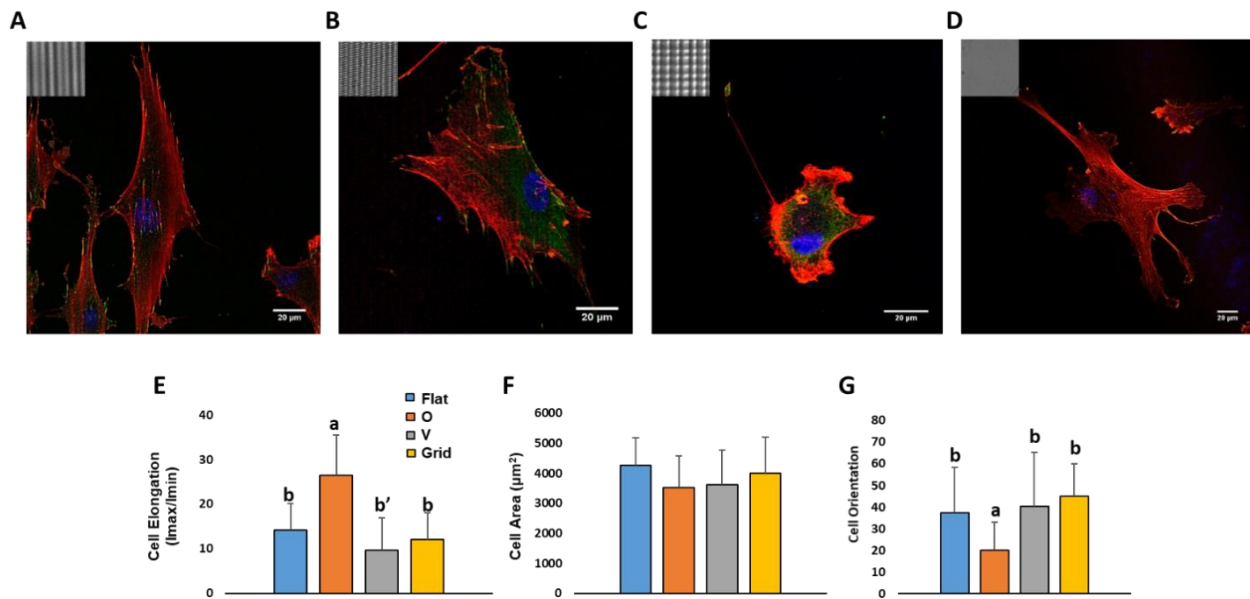 A
B
C
D
20 µm
20 µm
20 µm
20 µm
E
F
G
Cell Elongation
(Imax/Imin)
40
30
20
10
0
b
a
b’
b
Flat
O
V
Grid
Cell Area (µm²)
6000
5000
4000
3000
2000
1000
0
Cell Orientation
80
70
60
50
40
30
20
10
0
b
a
b
b